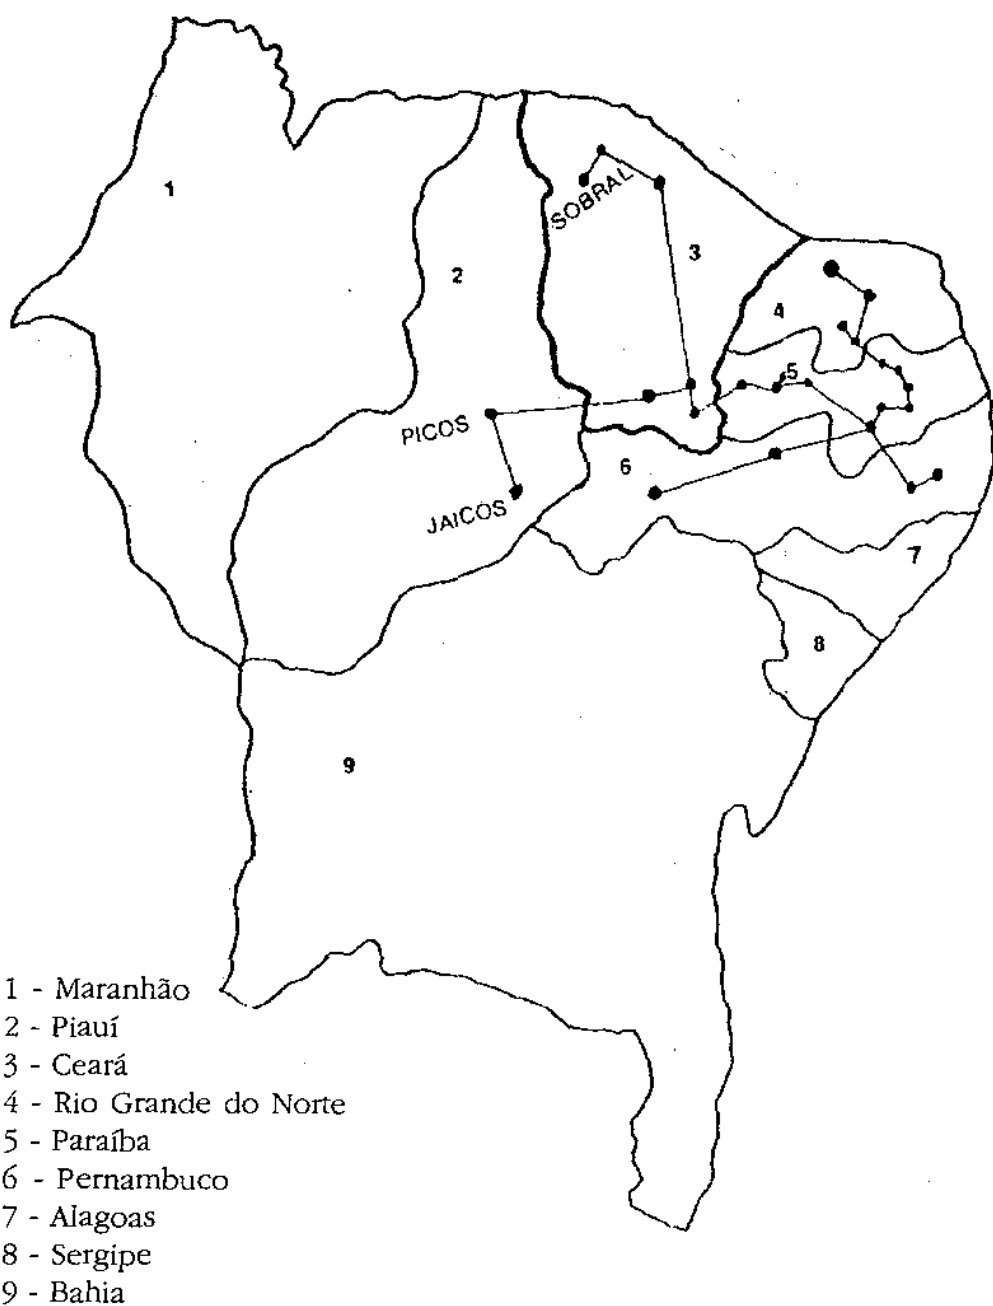 1
2
SOBRAL
3
4
5
PICOS
6
JAICOS
7
8
9
1 - Maranhão
2 - Piauí
3 - Ceará
4 - Rio Grande do Norte
5 - Paraíba
6 - Pernambuco
7 - Alagoas
8 - Sergipe
9 - Bahia